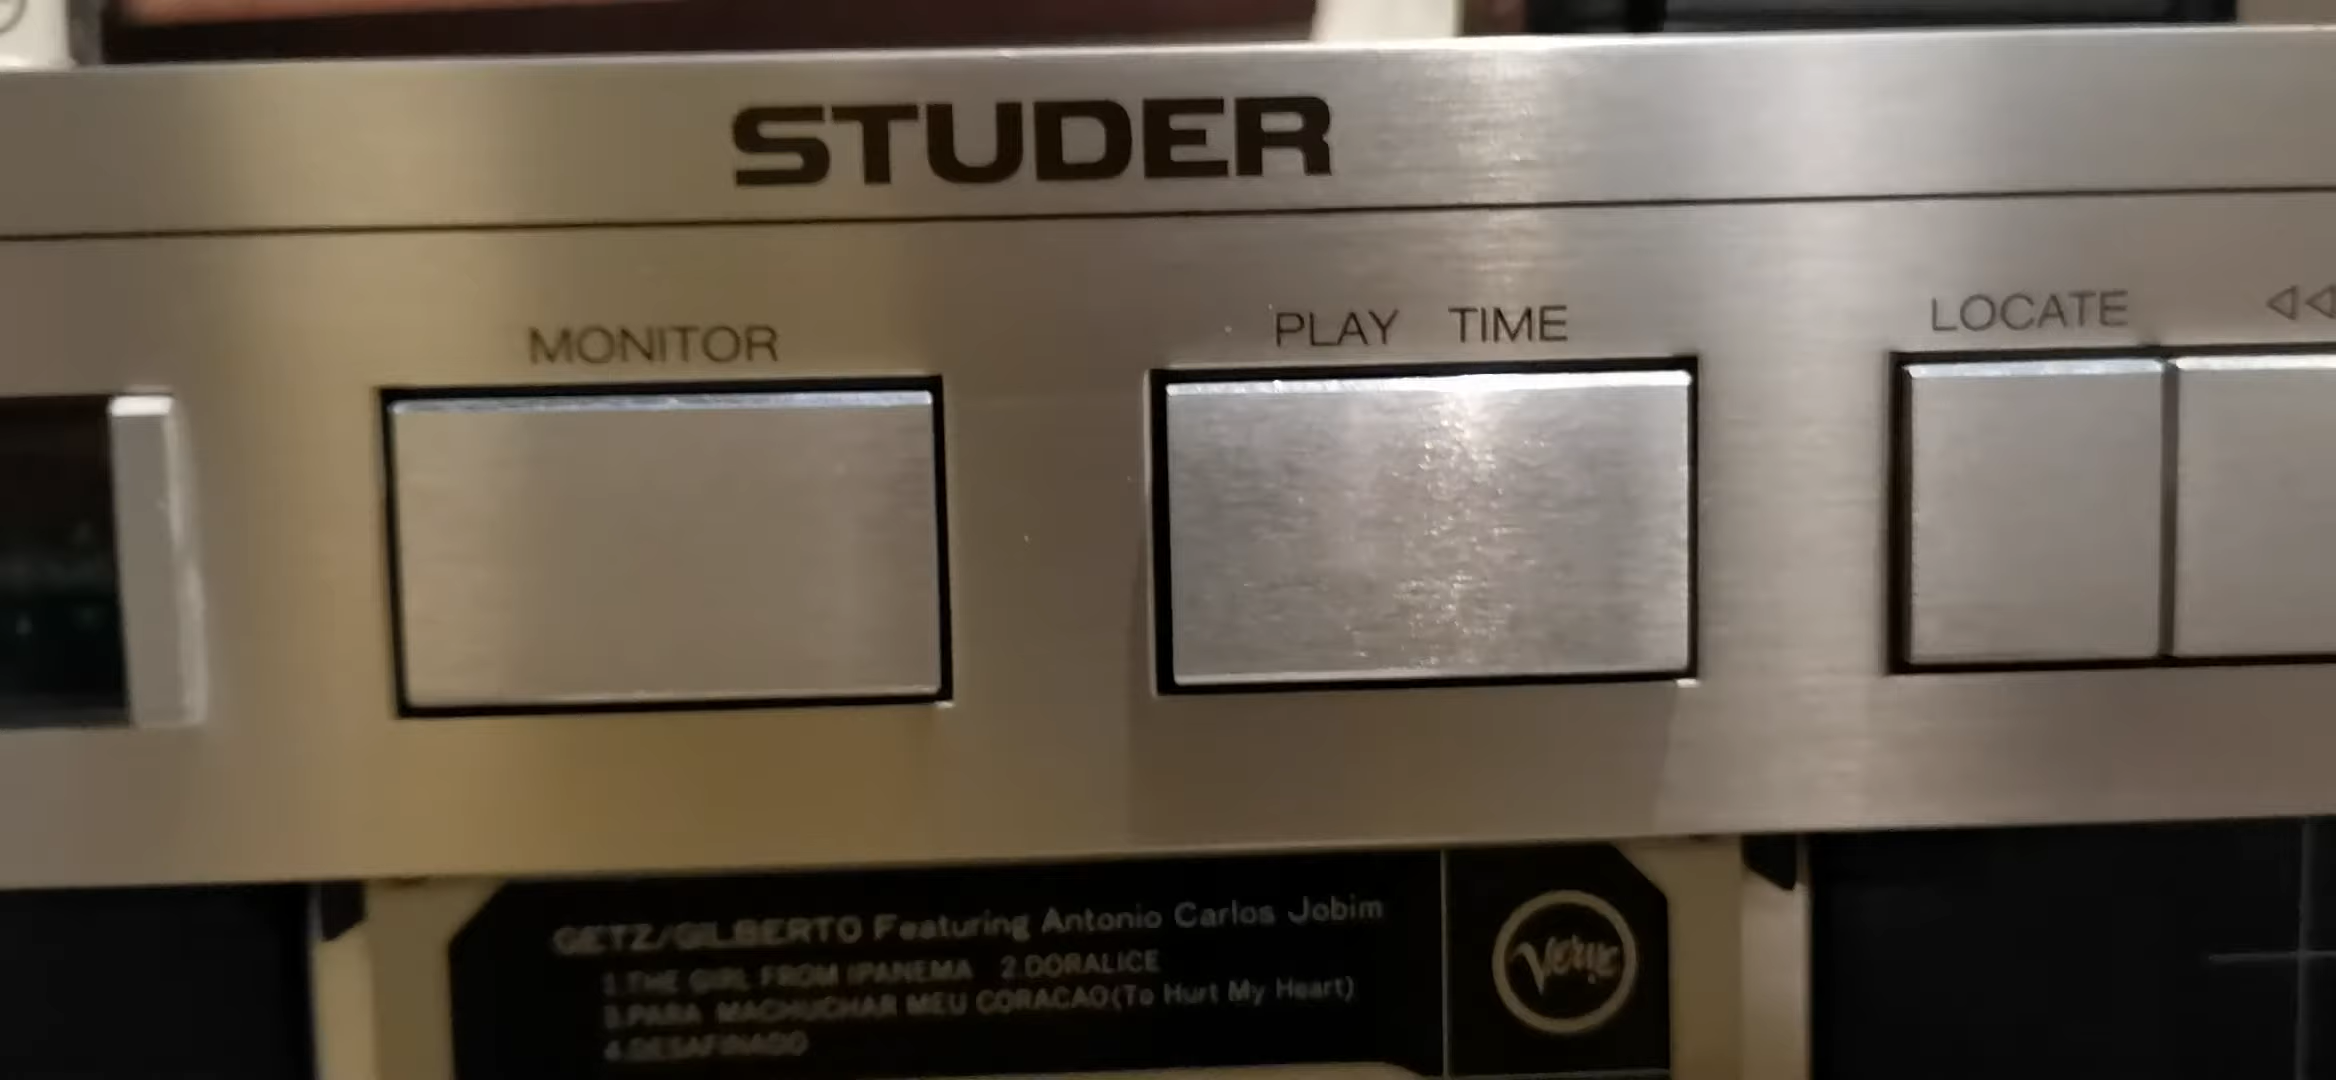 STUDER
MONITOR
PLAY TIME
LOCATE
GETZ/GILBERTO Featuring Antonio Carlos Jobim
1.THE GIRL FROM IPANEMA 2.DORALICE
3.PARA MACHUCHAR MEU CORACAO(To Hurt My Heart)
4.DESAFINADO
Verve